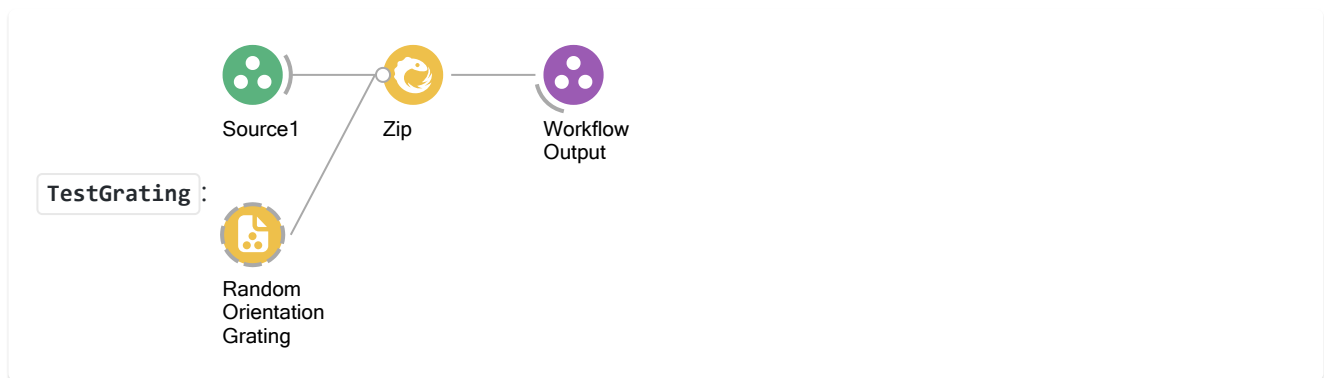 Source1
Zip
Workflow
Output
TestGrating:
Random
Orientation
Grating